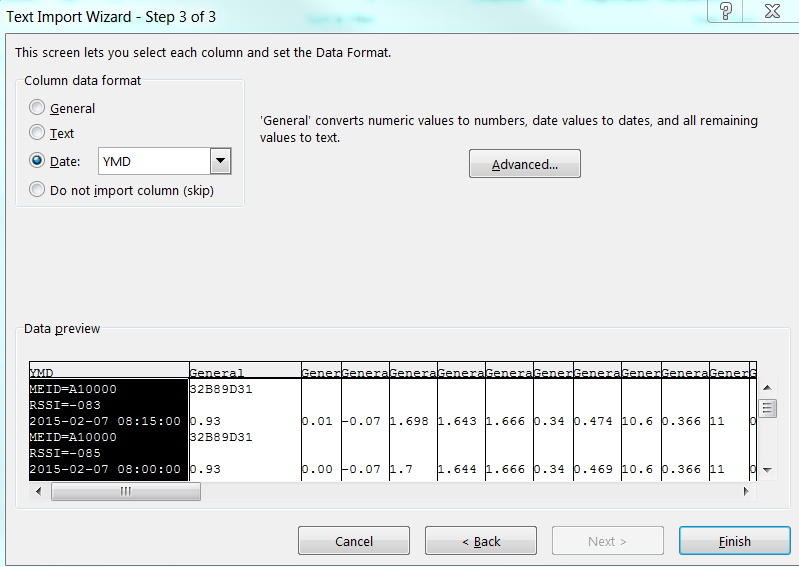 Text Import Wizard - Step 3 of 3
This screen lets you select each column and set the Data Format.
Column data format
General
Text
Date: YMD
Do not import column (skip)
'General' converts numeric values to numbers, date values to dates, and all remaining
values to text.
Advanced...
Data preview
YMD General Gener Genera Genera Genera Genera Genera Genera Genera Genera Gener G
MEID=A10000 32B89D31
RSSI=-083
2015-02-07 08:15:00 0.93 0.01 -0.07 1.698 1.643 1.666 0.34 0.474 10.6 0.366 11 0
MEID=A10000 32B89D31
RSSI=-085
2015-02-07 08:00:00 0.93 0.00 -0.07 1.7 1.644 1.666 0.34 0.469 10.6 0.366 11 0
Cancel < Back Next > Finish